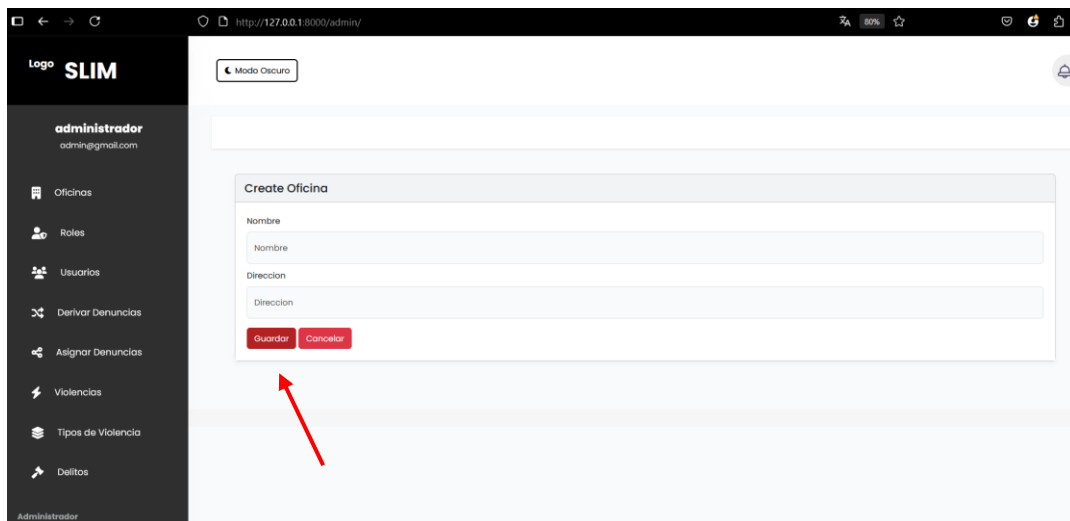 http://127.0.0.1:8000/admin/
80%
Logo SLIM
Modo Oscuro
administrador
admin@gmail.com
Oficinas
Roles
Usuarios
Derivar Denuncias
Asignar Denuncias
Violencias
Tipos de Violencia
Delitos
Administrador
Create Oficina
Nombre
Nombre
Direccion
Direccion
Guardar Cancelar